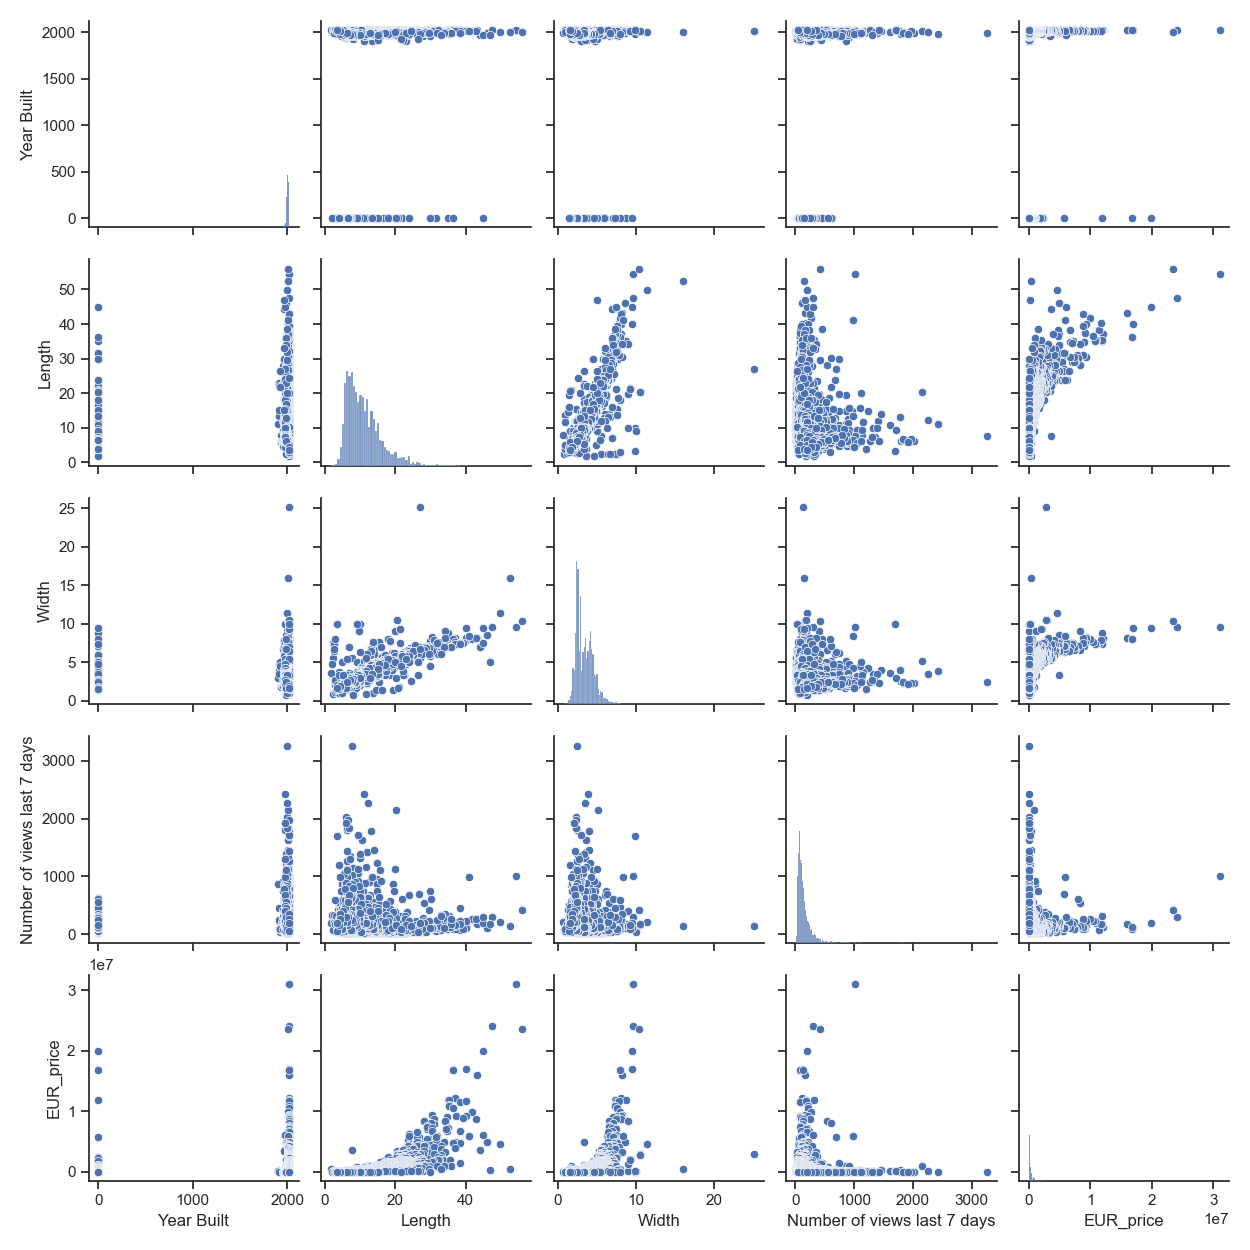 2000
1500
1000
500
0
Year Built
50
40
30
20
10
0
Length
25
20
15
10
5
0
Width
3000
2000
1000
0
Number of views last 7 days
1e7
3
2
1
0
EUR_price
0 1000 2000 0 20 40 0 10 20 0 1000 2000 3000 0 1 2 3
1e7
Year Built Length Width Number of views last 7 days EUR_price